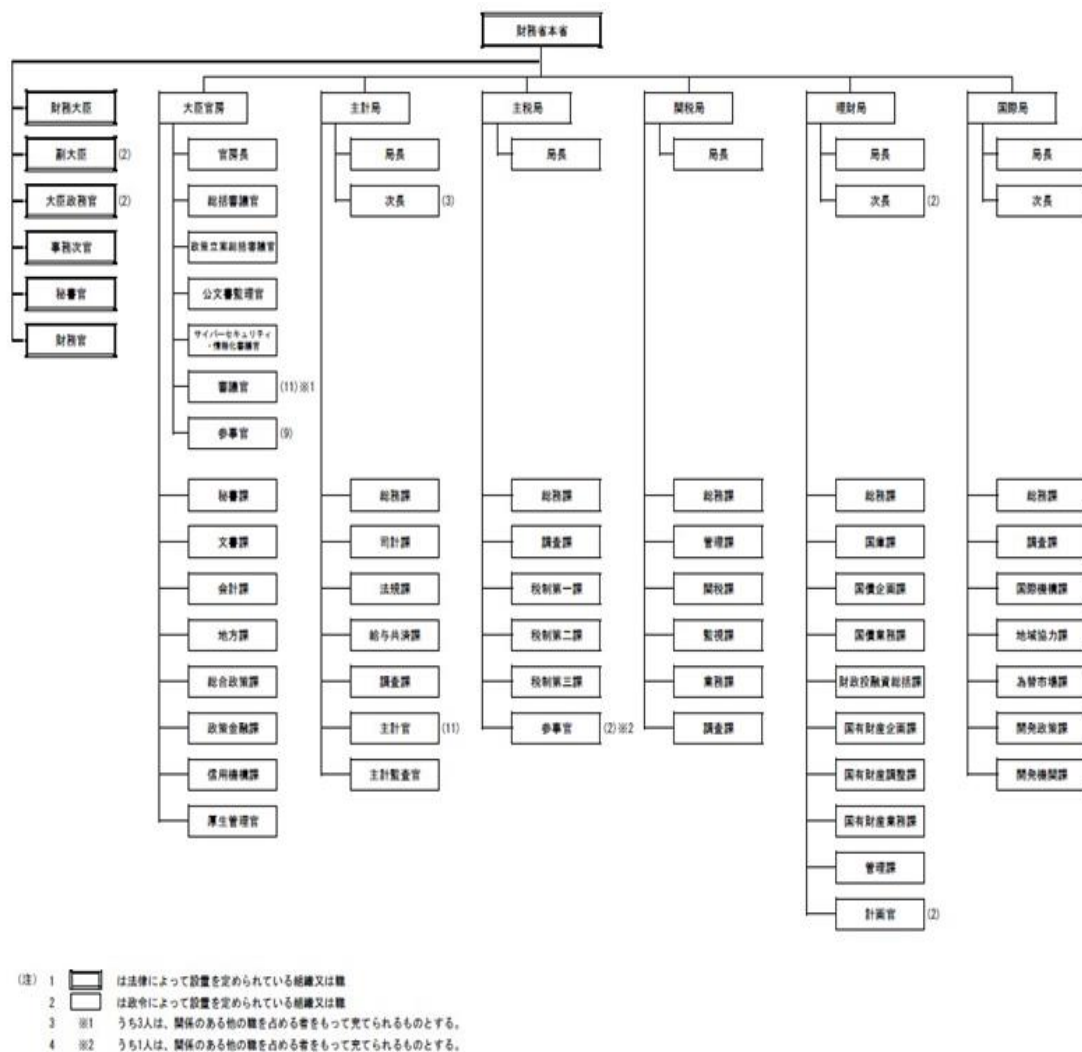 財務省本省
財務大臣
副大臣 (2)
大臣政務官 (2)
事務次官
秘書官
財務官
大臣官房
官房長
総括審議官
政策立案総括審議官
公文書監理官
サイバーセキュリティ
・情報化審議官
審議官 (11)※1
参事官 (9)
秘書課
文書課
会計課
地方課
総合政策課
政策金融課
信用機構課
厚生管理官
主計局
局長
次長 (3)
総務課
司計課
法規課
給与共済課
調査課
主計官 (11)
主計監査官
主税局
局長
総務課
調査課
税制第一課
税制第二課
税制第三課
参事官 (2)※2
関税局
局長
総務課
管理課
関税課
監視課
業務課
調査課
理財局
局長
次長 (2)
総務課
国庫課
国債企画課
国債業務課
財政投融資総括課
国有財産企画課
国有財産調整課
国有財産業務課
管理課
計画官 (2)
国際局
局長
次長
総務課
調査課
国際機構課
地域協力課
為替市場課
開発政策課
開発機関課
(注) 1 は法律によって設置を定められている組織又は職
2 は政令によって設置を定められている組織又は職
3 ※1 うち3人は、関係のある他の職を占める者をもって充てられるものとする。
4 ※2 うち1人は、関係のある他の職を占める者をもって充てられるものとする。